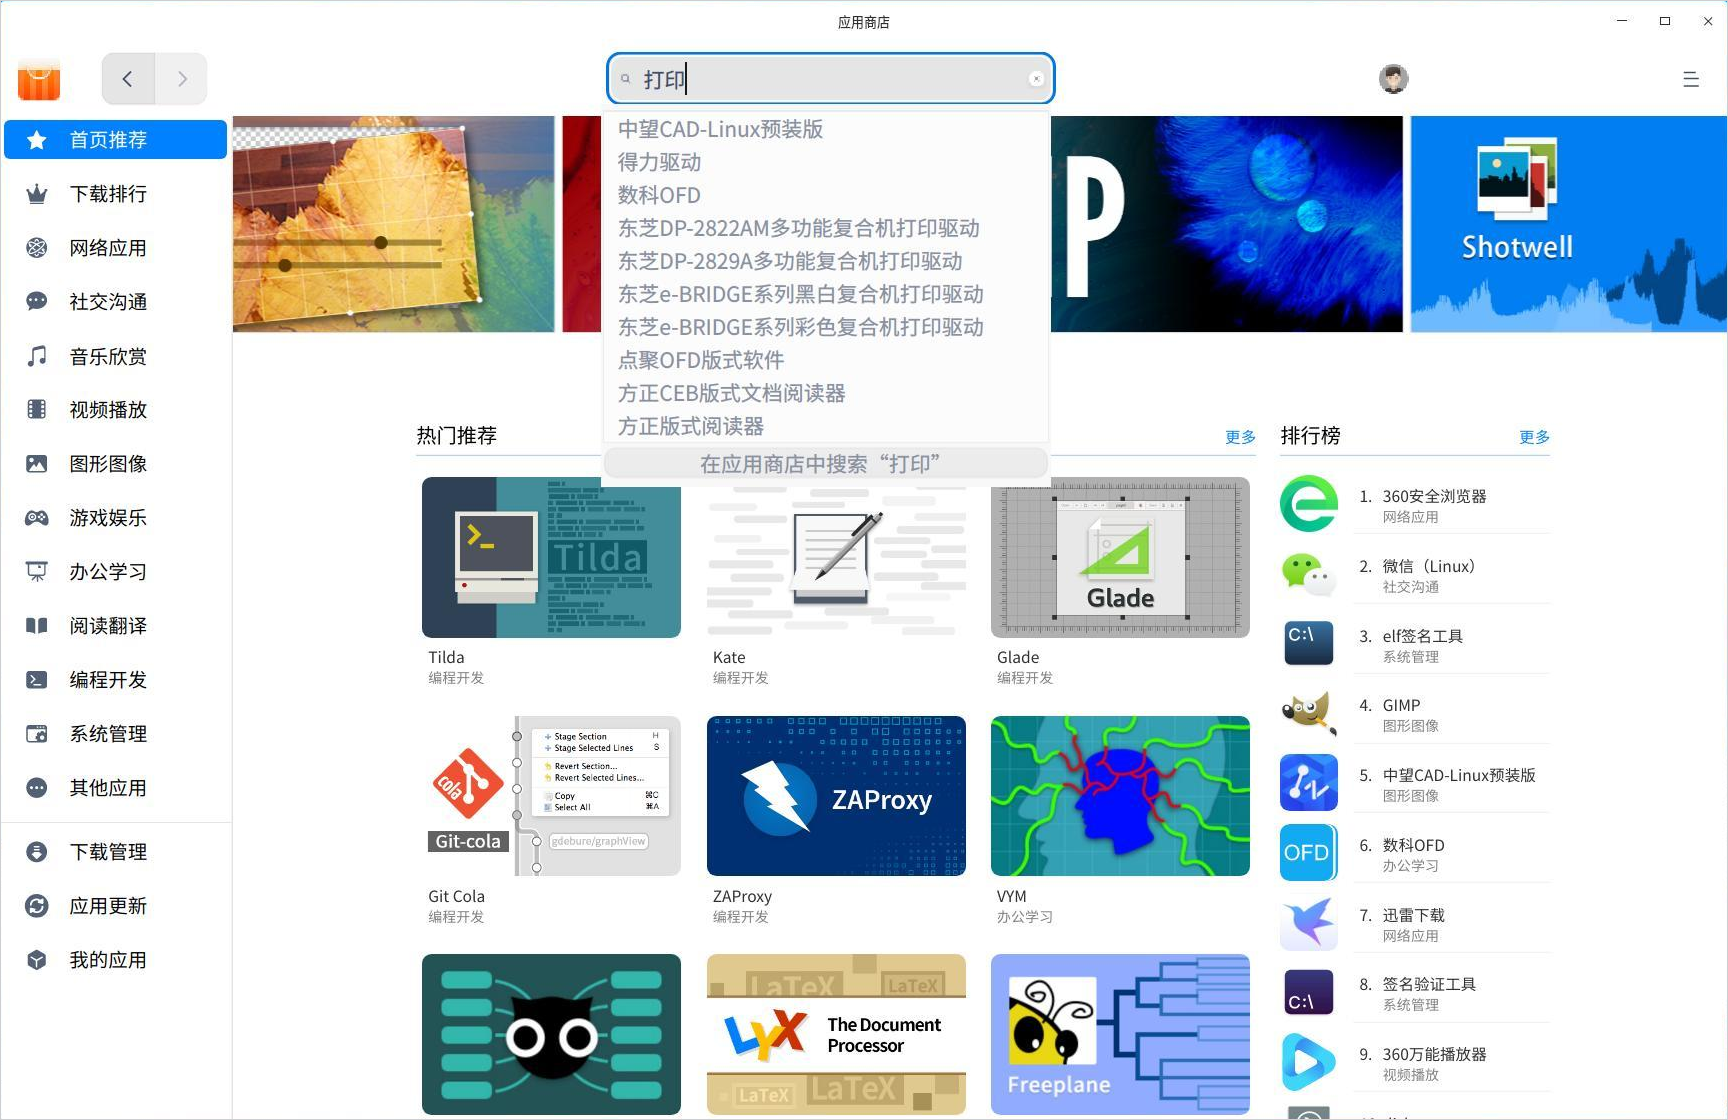 应用商店
打印
中望CAD-Linux预装版
得力驱动
数科OFD
东芝DP-2822AM多功能复合机打印驱动
东芝DP-2829A多功能复合机打印驱动
东芝e-BRIDGE系列黑白复合机打印驱动
东芝e-BRIDGE系列彩色复合机打印驱动
点聚OFD版式软件
方正CEB版式文档阅读器
方正版式阅读器
在应用商店中搜索“打印”
首页推荐
下载排行
网络应用
社交沟通
音乐欣赏
视频播放
图形图像
游戏娱乐
办公学习
阅读翻译
编程开发
系统管理
其他应用
下载管理
应用更新
我的应用
P
Shotwell
热门推荐
更多
Tilda
Glade
Tilda
编程开发
Kate
编程开发
Glade
编程开发
Stage Section H
Stage Selected Lines S
Revert Section...
Revert Selected Lines...
Copy ⌘C
Select All ⌘A
cola
Git-cola
gdebure/graphView
ZAProxy
Git Cola
编程开发
ZAProxy
编程开发
VYM
办公学习
LaTeX
LaTeX
LyX
The Document
Processor
LaTeX
LaTeX
Freeplane
排行榜
更多
1. 360安全浏览器
网络应用
2. 微信（Linux）
社交沟通
C:\
3. elf签名工具
系统管理
4. GIMP
图形图像
5. 中望CAD-Linux预装版
图形图像
OFD
6. 数科OFD
办公学习
7. 迅雷下载
网络应用
C:\
8. 签名验证工具
系统管理
9. 360万能播放器
视频播放